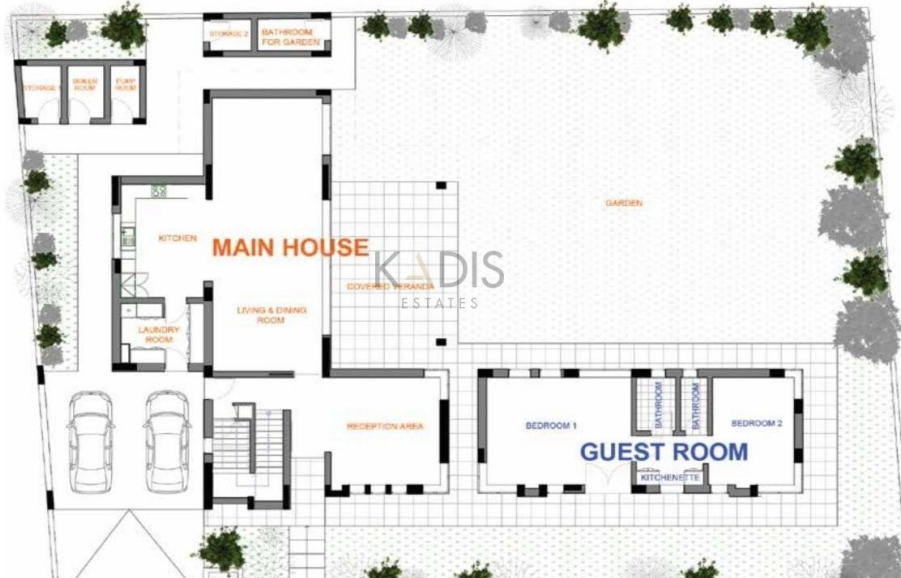 STORAGE 2
BATHROOM
FOR GARDEN
STORAGE 1
BOILER
ROOM
PUMP
ROOM
GARDEN
KITCHEN
MAIN HOUSE
KADIS
ESTATES
COVERED VERANDA
LIVING & DINING
ROOM
LAUNDRY
ROOM
RECEPTION AREA
BEDROOM 1
BATHROOM
BATHROOM
BEDROOM 2
GUEST ROOM
KITCHENETTE